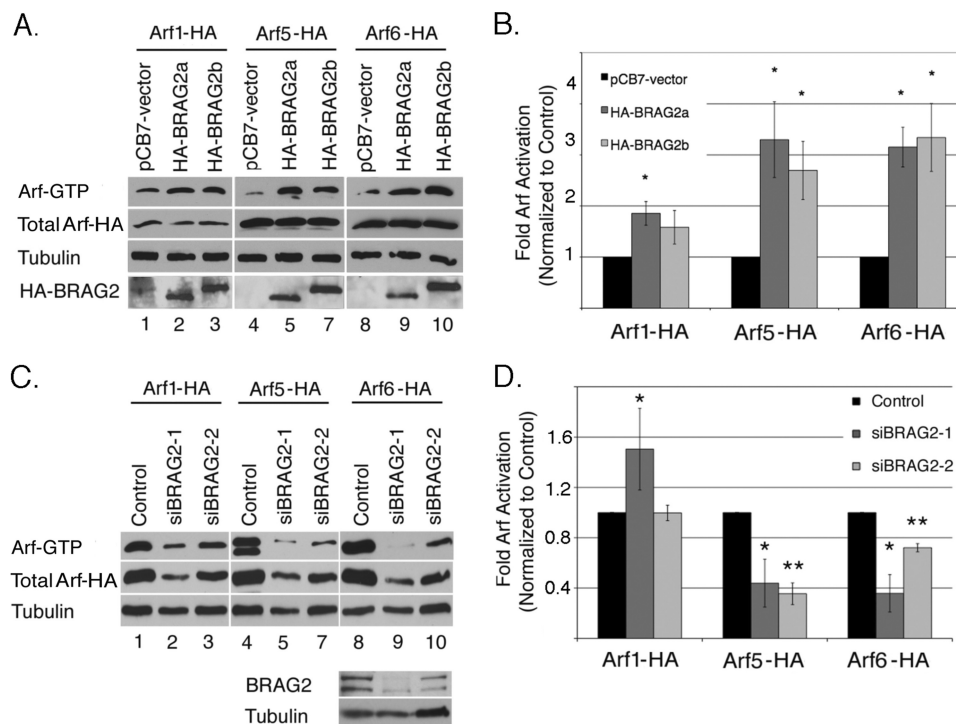 A.
Arf1-HA Arf5-HA Arf6-HA
pCB7-vector HA-BRAG2a HA-BRAG2b pCB7-vector HA-BRAG2a HA-BRAG2b pCB7-vector HA-BRAG2a HA-BRAG2b
Arf-GTP
Total Arf-HA
Tubulin
HA-BRAG2
1 2 3 4 5 7 8 9 10
B.
Fold Arf Activation
(Normalized to Control)
4
3
2
1
pCB7-vector
HA-BRAG2a
HA-BRAG2b
* * * * *
Arf1-HA Arf5-HA Arf6-HA
C.
Arf1-HA Arf5-HA Arf6-HA
Control siBRAG2-1 siBRAG2-2 Control siBRAG2-1 siBRAG2-2 Control siBRAG2-1 siBRAG2-2
Arf-GTP
Total Arf-HA
Tubulin
1 2 3 4 5 7 8 9 10
BRAG2
Tubulin
D.
Fold Arf Activation
(Normalized to Control)
1.6
1.2
0.8
0.4
Control
siBRAG2-1
siBRAG2-2
* * ** * **
Arf1-HA Arf5-HA Arf6-HA